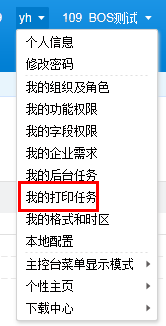 yh 109 BOS测试
个人信息
修改密码
我的组织及角色
我的功能权限
我的字段权限
我的企业需求
我的后台任务
我的打印任务
我的格式和时区
本地配置
主控台菜单显示模式
个性主页
下载中心